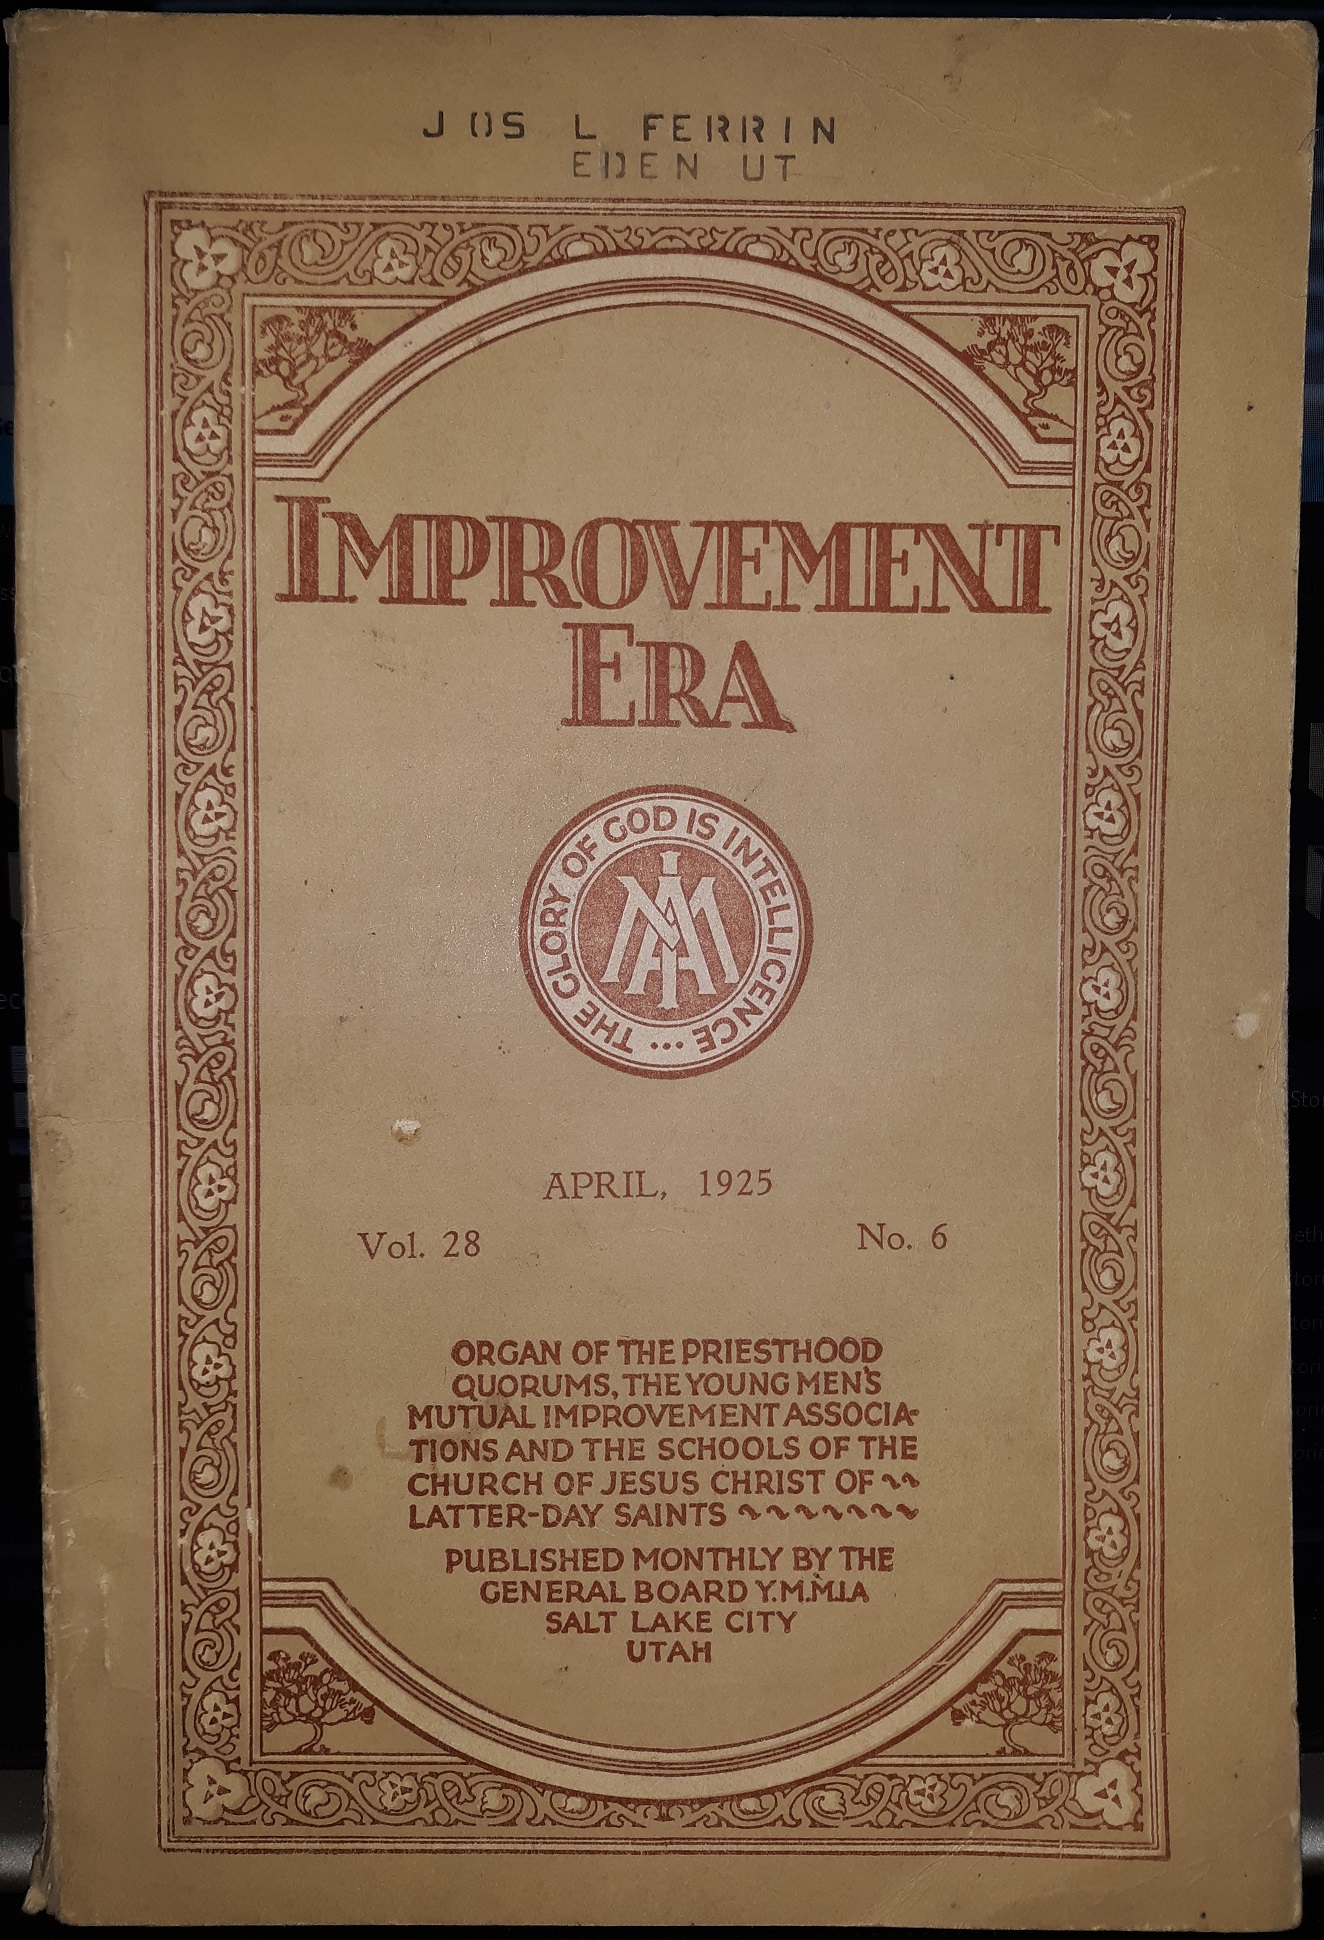 JOS L FERRIN
EDEN UT
IMPROVEMENT
ERA
THE GLORY OF GOD IS INTELLIGENCE ...
MIA
APRIL, 1925
Vol. 28 No. 6
ORGAN OF THE PRIESTHOOD
QUORUMS, THE YOUNG MEN'S
MUTUAL IMPROVEMENT ASSOCIA-
TIONS AND THE SCHOOLS OF THE
CHURCH OF JESUS CHRIST OF
LATTER-DAY SAINTS
PUBLISHED MONTHLY BY THE
GENERAL BOARD Y.M.M.I.A
SALT LAKE CITY
UTAH